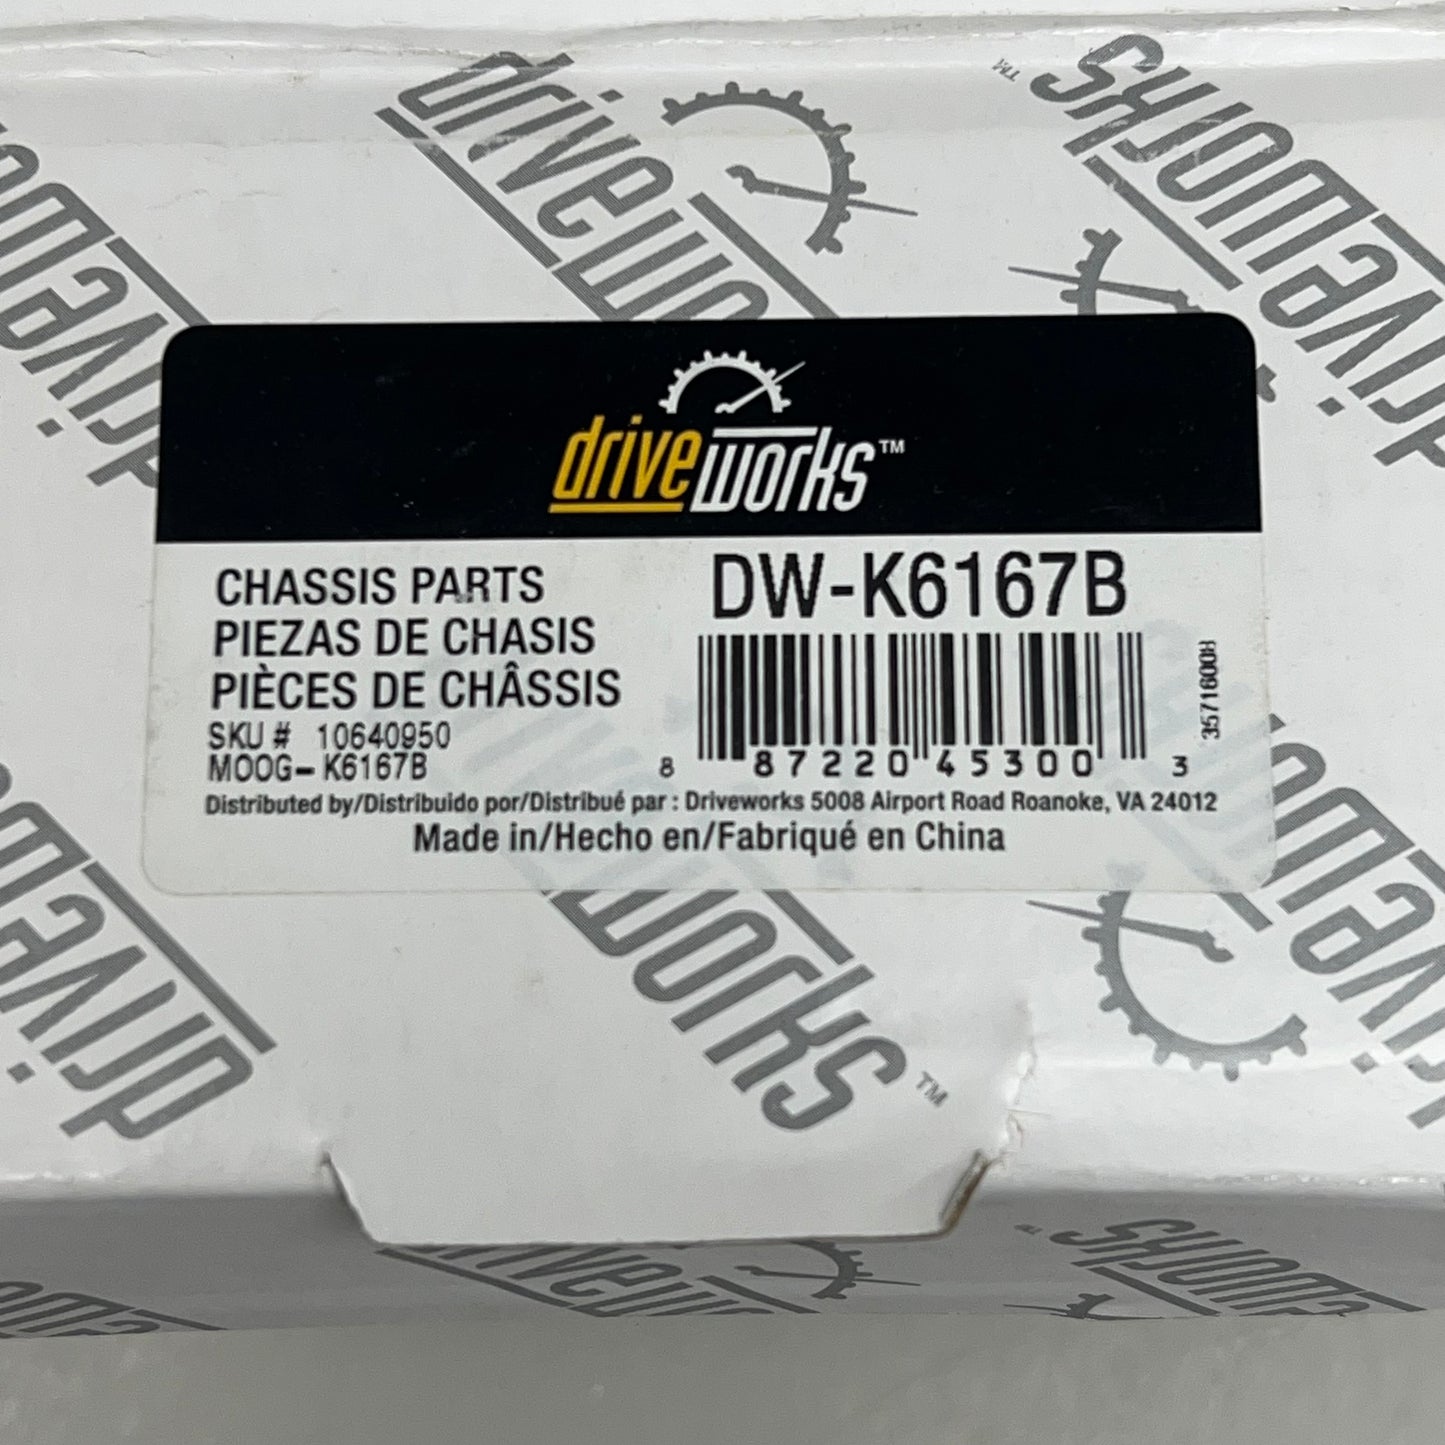 driveworks™
driveworks™
DW-K6167B
CHASSIS PARTS
PIEZAS DE CHASIS
PIÈCES DE CHÂSSIS
SKU # 10640950
MOOG-K6167B
8 87220 45300 3
35716008
Distributed by/Distribuido por/Distribué par : Driveworks 5008 Airport Road Roanoke, VA 24012
Made in/Hecho en/Fabriqué en China
works™